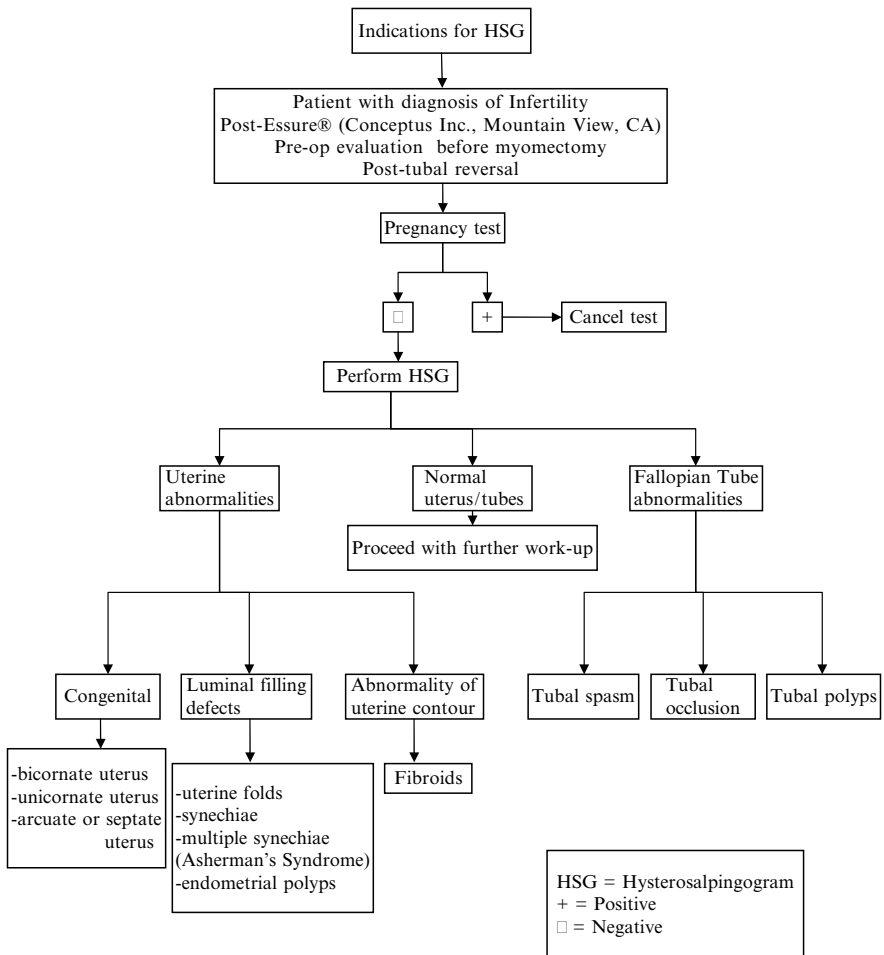 Indications for HSG
Patient with diagnosis of Infertility
Post-Essure® (Conceptus Inc., Mountain View, CA)
Pre-op evaluation before myomectomy
Post-tubal reversal
Pregnancy test
□
+
Cancel test
Perform HSG
Uterine
abnormalities
Normal
uterus/tubes
Fallopian Tube
abnormalities
Proceed with further work-up
Congenital
Luminal filling
defects
Abnormality of
uterine contour
Tubal spasm
Tubal
occlusion
Tubal polyps
-bicornate uterus
-unicornate uterus
-arcuate or septate
uterus
-uterine folds
-synechiae
-multiple synechiae
(Asherman's Syndrome)
-endometrial polyps
Fibroids
HSG = Hysterosalpingogram
+ = Positive
□ = Negative